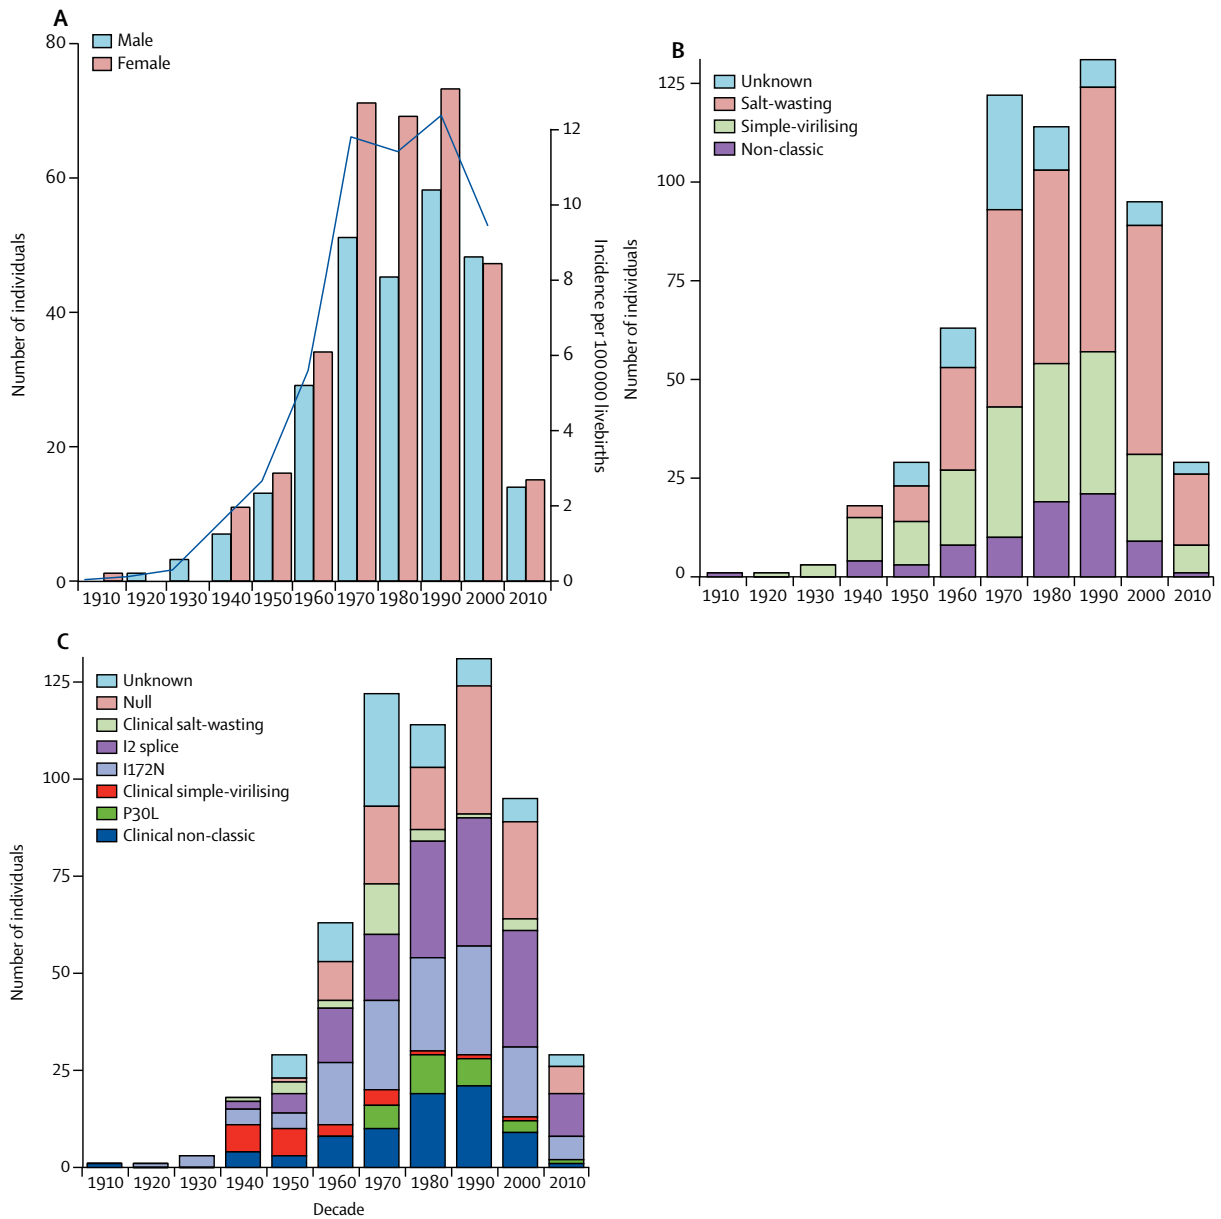 A
Male
Female
80
60
40
20
0
Number of individuals
12
10
8
6
4
2
0
Incidence per 100 000 livebirths
1910 1920 1930 1940 1950 1960 1970 1980 1990 2000 2010
B
Unknown
Salt-wasting
Simple-virilising
Non-classic
125
100
75
50
25
0
Number of individuals
1910 1920 1930 1940 1950 1960 1970 1980 1990 2000 2010
C
Unknown
Null
Clinical salt-wasting
I2 splice
I172N
Clinical simple-virilising
P30L
Clinical non-classic
125
100
75
50
25
0
Number of individuals
1910 1920 1930 1940 1950 1960 1970 1980 1990 2000 2010
Decade